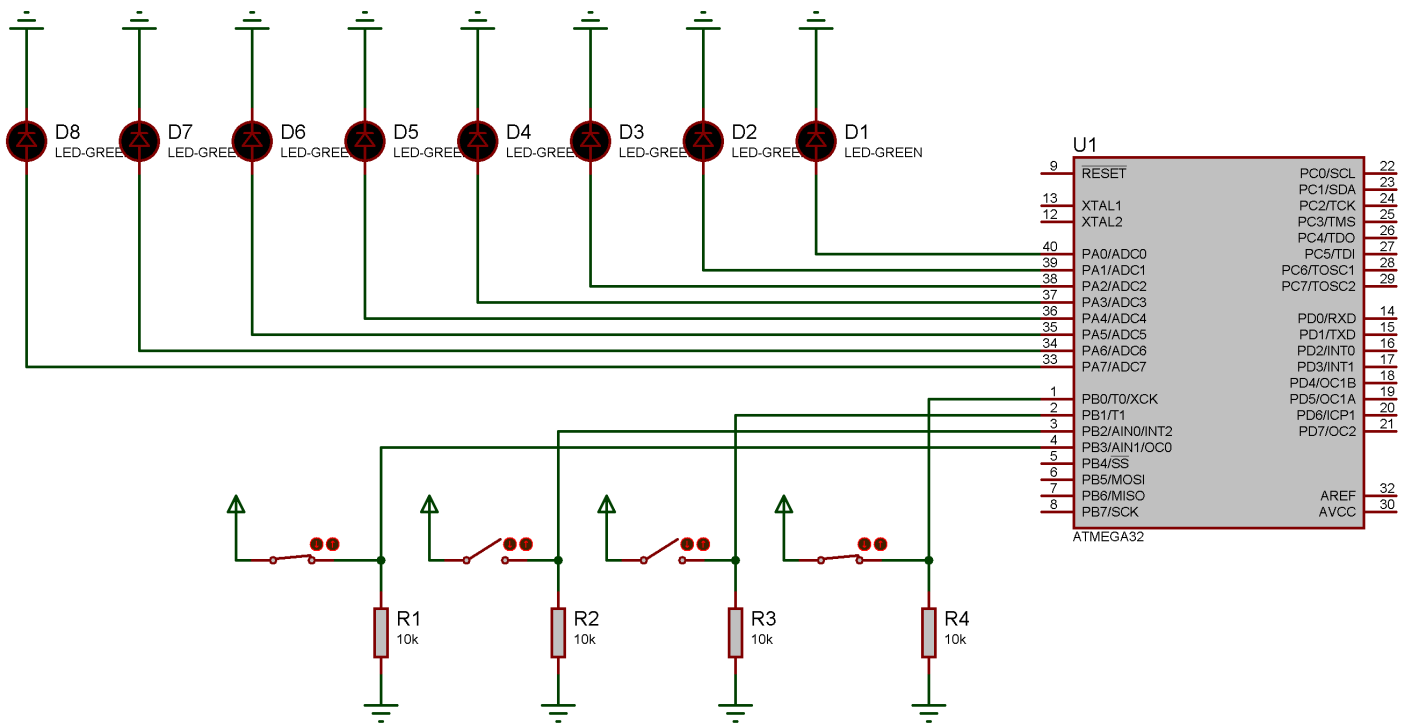 D8
LED-GREE
D7
LED-GREE
D6
LED-GREE
D5
LED-GREE
D4
LED-GREE
D3
LED-GREE
D2
LED-GREE
D1
LED-GREEN
U1
9 RESET PC0/SCL 22
PC1/SDA 23
13 XTAL1 PC2/TCK 24
12 XTAL2 PC3/TMS 25
PC4/TDO 26
40 PA0/ADC0 PC5/TDI 27
39 PA1/ADC1 PC6/TOSC1 28
38 PA2/ADC2 PC7/TOSC2 29
37 PA3/ADC3
36 PA4/ADC4 PD0/RXD 14
35 PA5/ADC5 PD1/TXD 15
34 PA6/ADC6 PD2/INT0 16
33 PA7/ADC7 PD3/INT1 17
PD4/OC1B 18
1 PB0/T0/XCK PD5/OC1A 19
2 PB1/T1 PD6/ICP1 20
3 PB2/AIN0/INT2 PD7/OC2 21
4 PB3/AIN1/OC0
5 PB4/SS
6 PB5/MOSI
7 PB6/MISO AREF 32
8 PB7/SCK AVCC 30
ATMEGA32
R1
10k
R2
10k
R3
10k
R4
10k